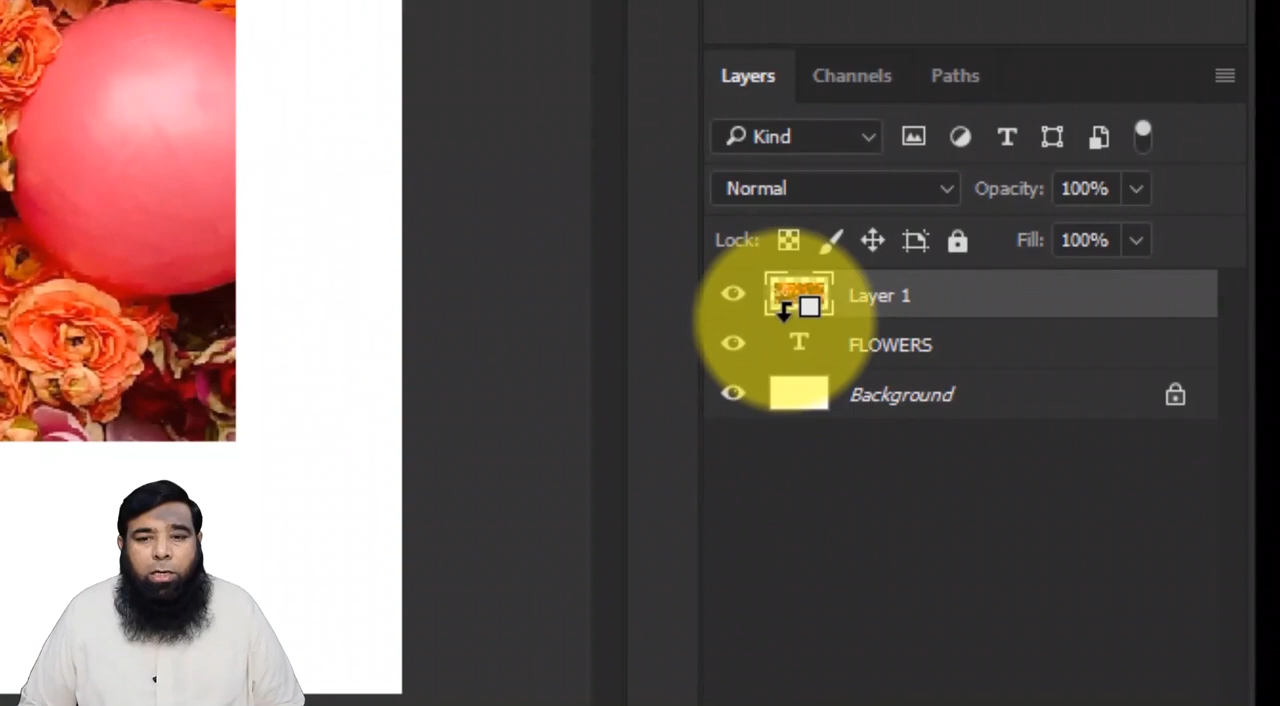 Layers Channels Paths
Kind T
Normal Opacity: 100%
Lock: Fill: 100%
Layer 1
T FLOWERS
Background